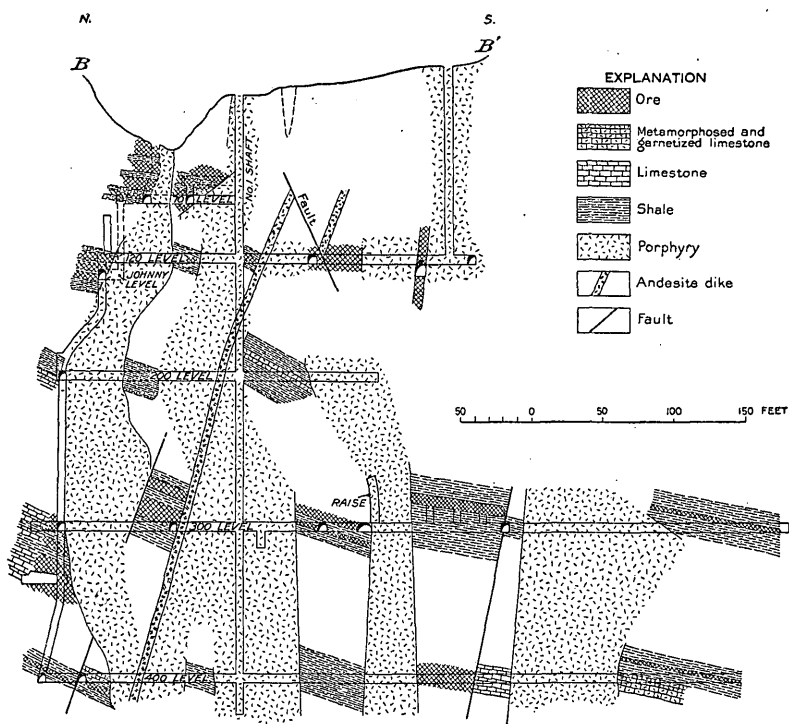 N.
S.
B
B'
EXPLANATION
Ore
Metamorphosed and
garnetized limestone
Limestone
Shale
Porphyry
Andesite dike
Fault
LEVEL
NO. 1 SHAFT
Fault
120 LEVEL
JOHNNY
LEVEL
200 LEVEL
50 0 50 100 150 FEET
RAISE
300 LEVEL
400 LEVEL